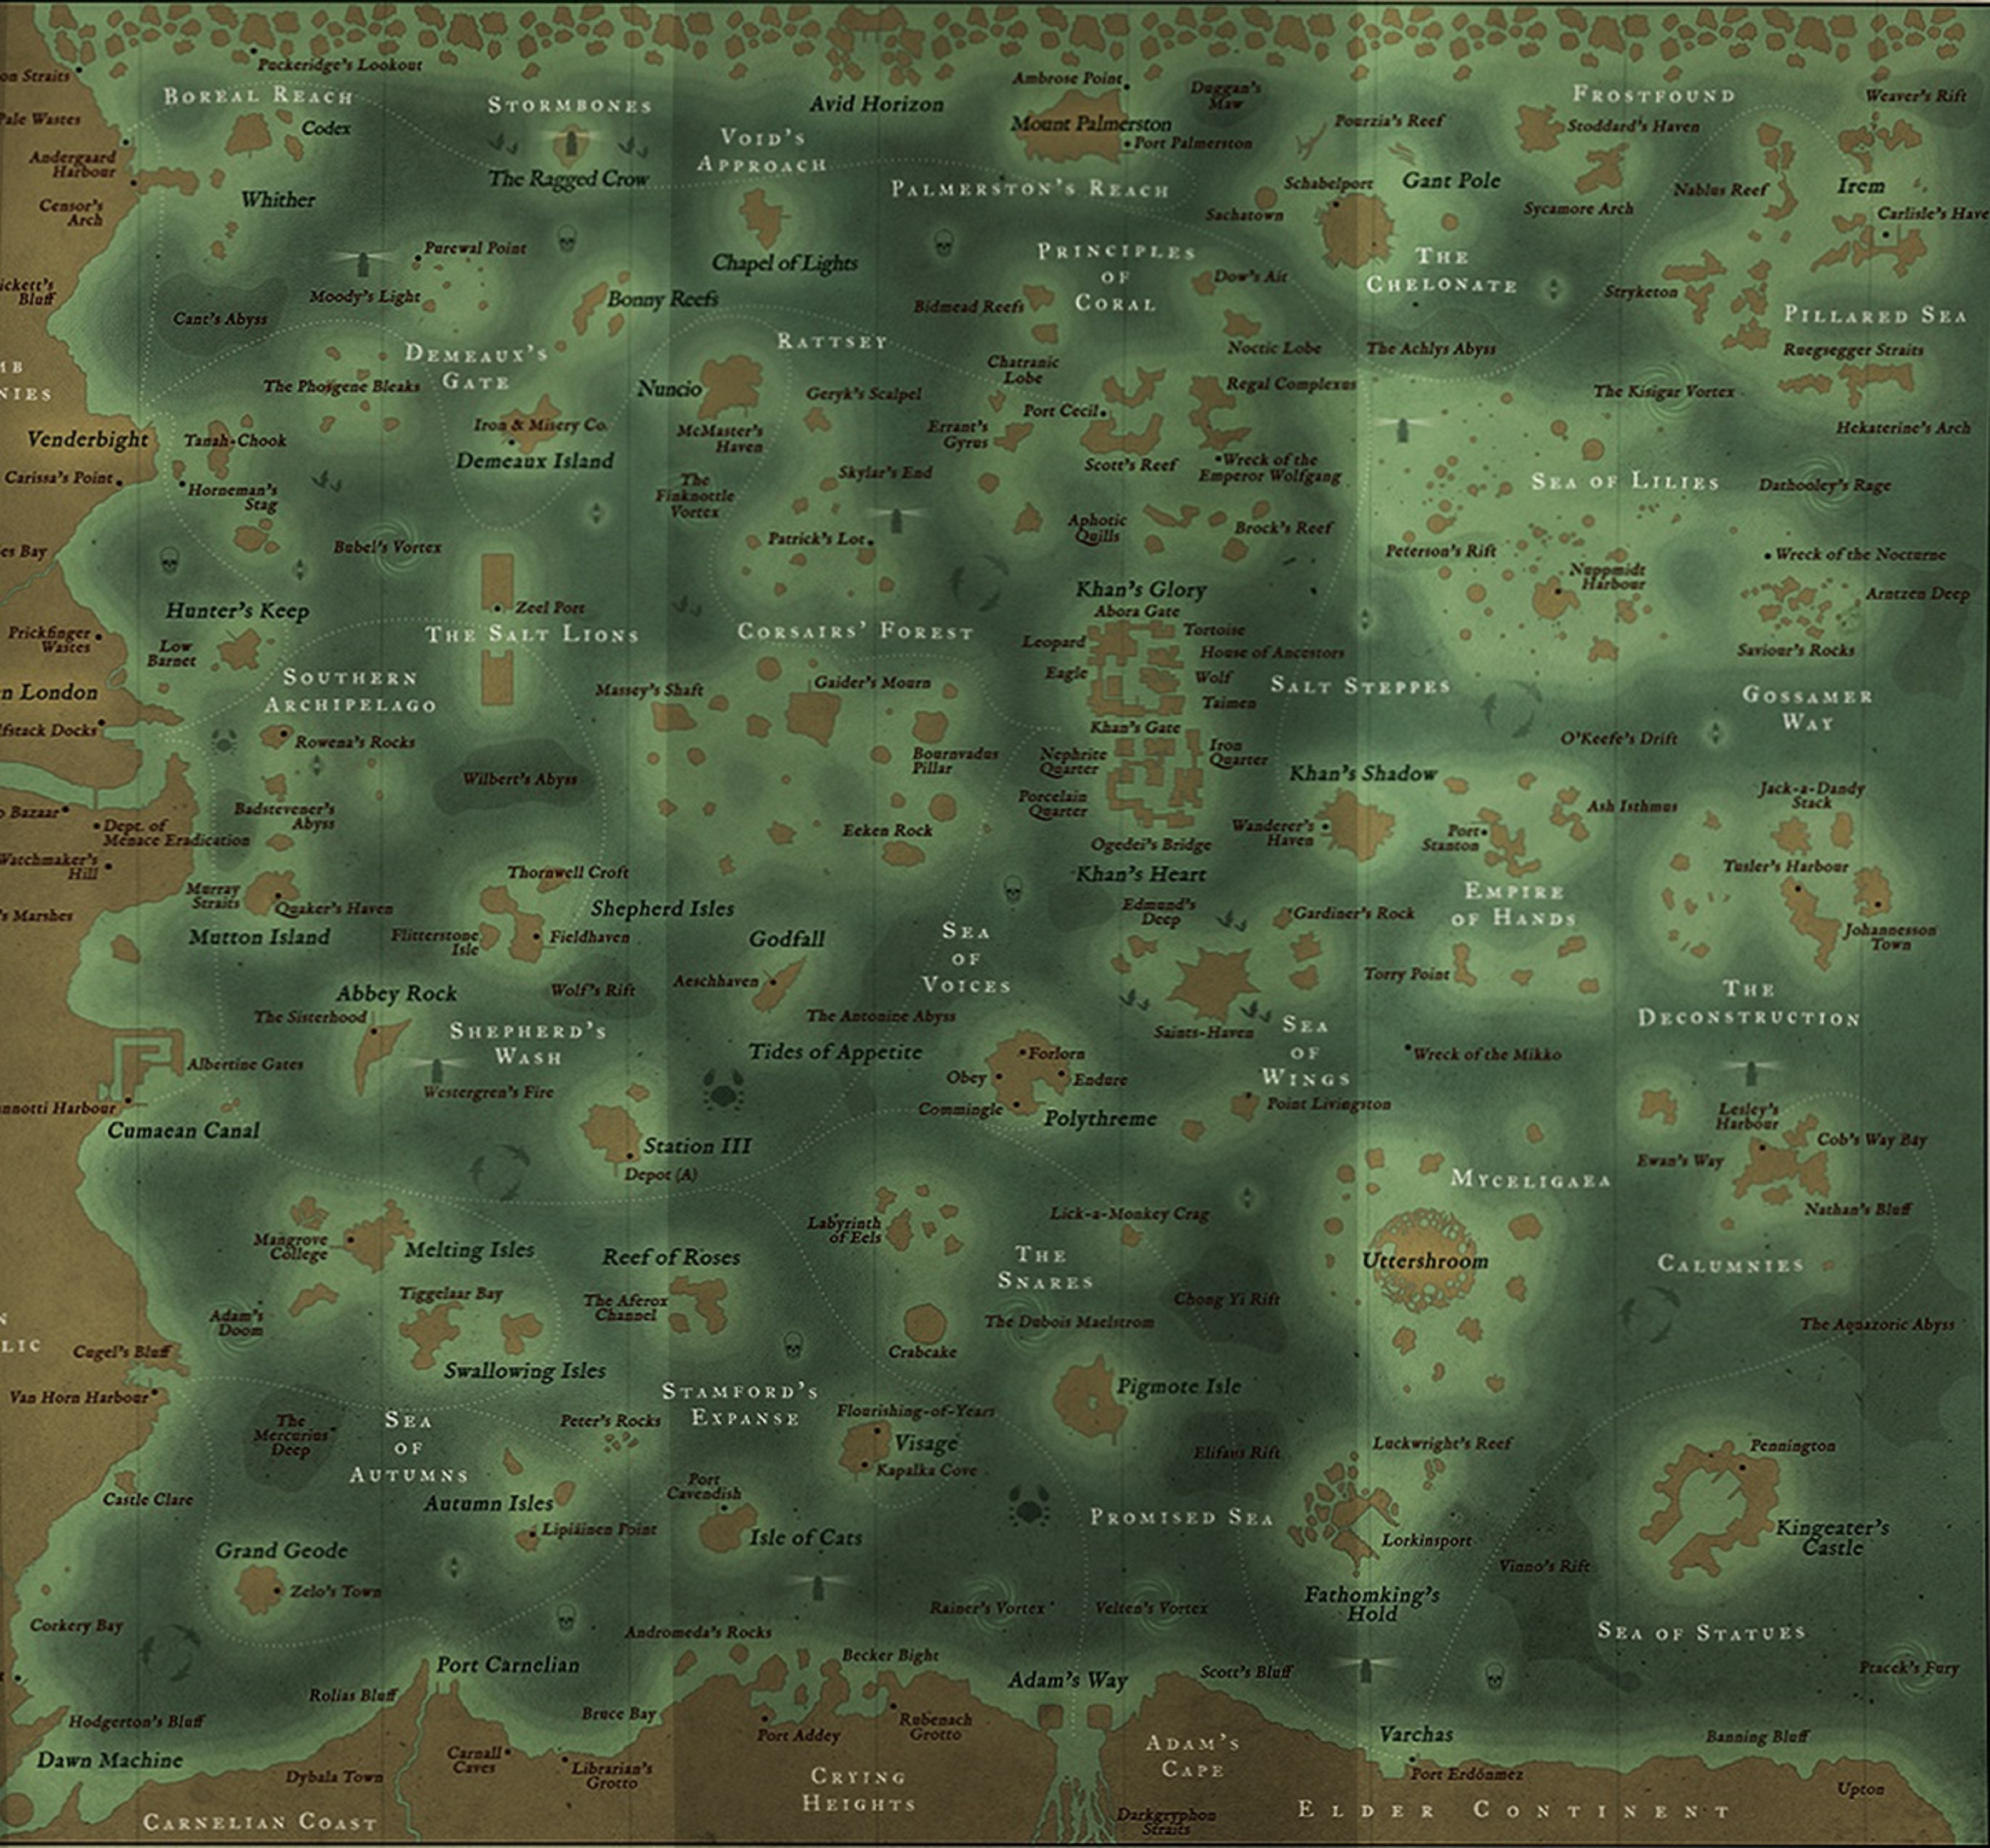 Puckeridge's Lookout
on Straits
BOREAL REACH
STORMBONES
Avid Horizon
Ambrose Point
Duggan's
Maw
FROSTFOUND
Weaver's Rift
Pale Wastes
Codex
VOID'S
APPROACH
Mount Palmerston
Port Palmerston
Pourzia's Reef
Stoddard's Haven
Andergaard
Harbour
The Ragged Crow
PALMERSTON'S REACH
Schabelport
Gant Pole
Nablus Reef
Irem
Censor's
Arch
Whither
Sachatown
Sycamore Arch
Carlisle's Have
Purewal Point
Chapel of Lights
PRINCIPLES
OF
CORAL
Dow's Ait
THE
CHELONATE
ickett's
Bluff
Moody's Light
Bonny Reefs
Bidmead Reefs
Stryketon
Cant's Abyss
RATTSEY
PILLARED SEA
DEMEAUX'S
GATE
Noctic Lobe
The Achlys Abyss
Ruegsegger Straits
MB
NIES
The Phosgene Bleaks
Nuncio
Geryk's Scalpel
Chatranic
Lobe
Regal Complexus
The Kisigar Vortex
Port Cecil
Iron & Misery Co.
McMaster's
Haven
Errant's
Gyrus
Hekaterine's Arch
Venderbight
Tanah-Chook
Demeaux Island
Scott's Reef
Wreck of the
Emperor Wolfgang
Carissa's Point
Horneman's
Stag
The
Finknottle
Vortex
Skylar's End
SEA OF LILIES
Dathooley's Rage
Aphotic
Quills
Brock's Reef
es Bay
Bubel's Vortex
Patrick's Lot
Peterson's Rift
Nuppmidt
Harbour
Wreck of the Nocturne
Khan's Glory
Arntzen Deep
Hunter's Keep
Zeel Port
Abora Gate
Prickfinger
Wastes
Low
Barnet
THE SALT LIONS
CORSAIRS' FOREST
Leopard
Tortoise
House of Ancestors
Saviour's Rocks
SOUTHERN
ARCHIPELAGO
Massey's Shaft
Gaider's Mourn
Eagle
Wolf
Taimen
SALT STEPPES
GOSSAMER
WAY
n London
lfstack Docks
Rowena's Rocks
Khan's Gate
O'Keefe's Drift
Wilbert's Abyss
Bournvadus
Pillar
Nephrite
Quarter
Iron
Quarter
Khan's Shadow
Badstevener's
Abyss
Porcelain
Quarter
Ash Isthmus
Jack-a-Dandy
Stack
o Bazaar
Dept. of
Menace Eradication
Eeken Rock
Ogedei's Bridge
Wanderer's
Haven
Port
Stanton
Watchmaker's
Hill
Thornwell Croft
Khan's Heart
Tusler's Harbour
Murray
Straits
Quaker's Haven
Shepherd Isles
Edmund's
Deep
Gardiner's Rock
EMPIRE
OF HANDS
's Marshes
Mutton Island
Flitterstone
Isle
Fieldhaven
Godfall
SEA
OF
VOICES
Johannesson
Town
Abbey Rock
Wolf's Rift
Aeschhaven
Torry Point
The Sisterhood
SHEPHERD'S
WASH
The Antonine Abyss
Saints-Haven
SEA
OF
WINGS
THE
DECONSTRUCTION
Albertine Gates
Westergren's Fire
Tides of Appetite
Forlorn
Obey
Endure
Commingle
Polythreme
Wreck of the Mikko
annotti Harbour
Point Livingston
Lesley's
Harbour
Cob's Way Bay
Cumaean Canal
Station III
Depot (A)
MYCELIGAEA
Ewan's Way
Nathan's Bluff
Mangrove
College
Melting Isles
Reef of Roses
Labyrinth
of Eels
Lick-a-Monkey Crag
THE
SNARES
Uttershroom
CALUMNIES
Adam's
Doom
Tiggelaar Bay
The Aferox
Channel
Chong Yi Rift
The Dubois Maelstrom
The Aquazoric Abyss
LIC
Cugel's Bluff
Swallowing Isles
Crabcake
Van Horn Harbour
STAMFORD'S
EXPANSE
Pigmote Isle
The
Mercurius
Deep
SEA
OF
AUTUMNS
Peter's Rocks
Flourishing-of-Years
Visage
Kapalka Cove
Elifaus Rift
Luckwright's Reef
Pennington
Castle Clare
Autumn Isles
Port
Cavendish
PROMISED SEA
Lipiäinen Point
Isle of Cats
Lorkinsport
Kingeater's
Castle
Grand Geode
Zelo's Town
Vinno's Rift
Fathomking's
Hold
Corkery Bay
Andromeda's Rocks
Rainer's Vortex
Velten's Vortex
SEA OF STATUES
Port Carnelian
Becker Bight
Adam's Way
Scott's Bluff
Ptacek's Fury
Rolias Bluff
Bruce Bay
Port Addey
Rubenach
Grotto
Hodgerton's Bluff
Varchas
Banning Bluff
Dawn Machine
Dybala Town
Carnall
Caves
Librarian's
Grotto
CRYING
HEIGHTS
ADAM'S
CAPE
Port Erdönmez
Upton
CARNELIAN COAST
Darkgryphon
Straits
ELDER CONTINENT